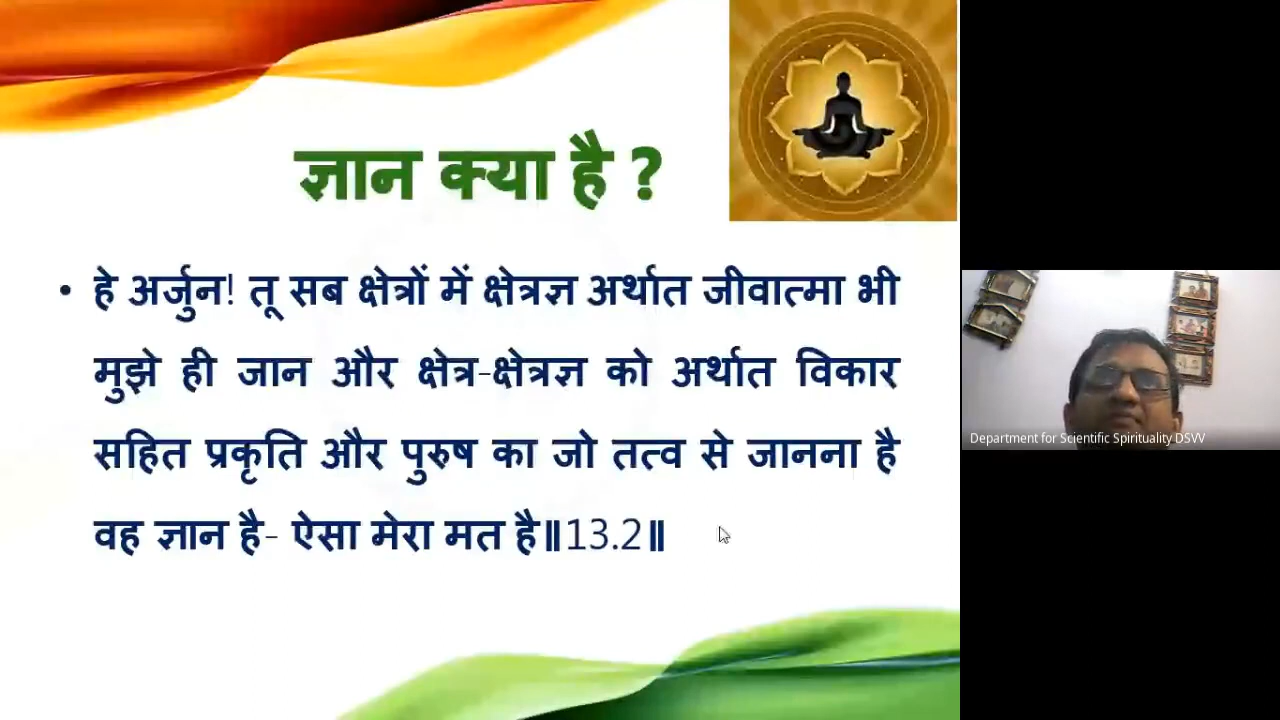 ज्ञान क्या है ?
• हे अर्जुन! तू सब क्षेत्रों में क्षेत्रज्ञ अर्थात जीवात्मा भी
मुझे ही जान और क्षेत्र-क्षेत्रज्ञ को अर्थात विकार
सहित प्रकृति और पुरुष का जो तत्व से जानना है
वह ज्ञान है- ऐसा मेरा मत है॥13.2॥
Department for Scientific Spirituality DSVV